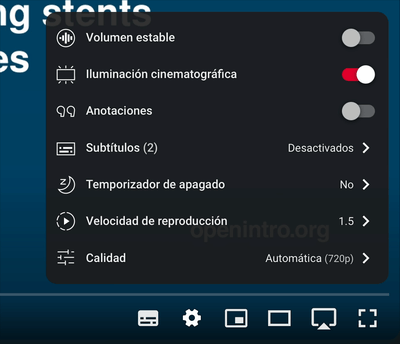 ng stents
es
Volumen estable
Iluminación cinematográfica
Anotaciones
Subtítulos (2) Desactivados
Temporizador de apagado No
Velocidad de reproducción 1.5
openintro.org
Calidad Automática (720p)